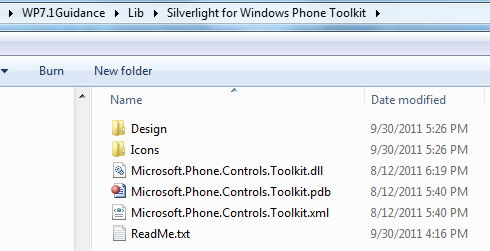 WP7.1Guidance ▸ Lib ▸ Silverlight for Windows Phone Toolkit ▸
Burn New folder
Name Date modified
Design 9/30/2011 5:26 PM
Icons 9/30/2011 5:26 PM
Microsoft.Phone.Controls.Toolkit.dll 8/12/2011 6:19 PM
Microsoft.Phone.Controls.Toolkit.pdb 8/12/2011 5:40 PM
Microsoft.Phone.Controls.Toolkit.xml 8/12/2011 5:40 PM
ReadMe.txt 9/30/2011 4:16 PM